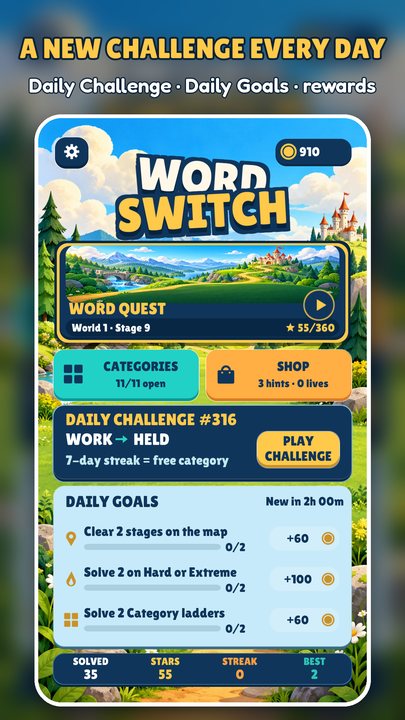 A NEW CHALLENGE EVERY DAY
Daily Challenge · Daily Goals · rewards
910
WORD
SWITCH
WORD QUEST
World 1 · Stage 9
★ 55/360
CATEGORIES
11/11 open
SHOP
3 hints · 0 lives
DAILY CHALLENGE #316
WORK → HELD
7-day streak = free category
PLAY
CHALLENGE
DAILY GOALS
New in 2h 00m
Clear 2 stages on the map
0/2
+60
Solve 2 on Hard or Extreme
0/2
+100
Solve 2 Category ladders
0/2
+60
SOLVED
35
STARS
55
STREAK
0
BEST
2